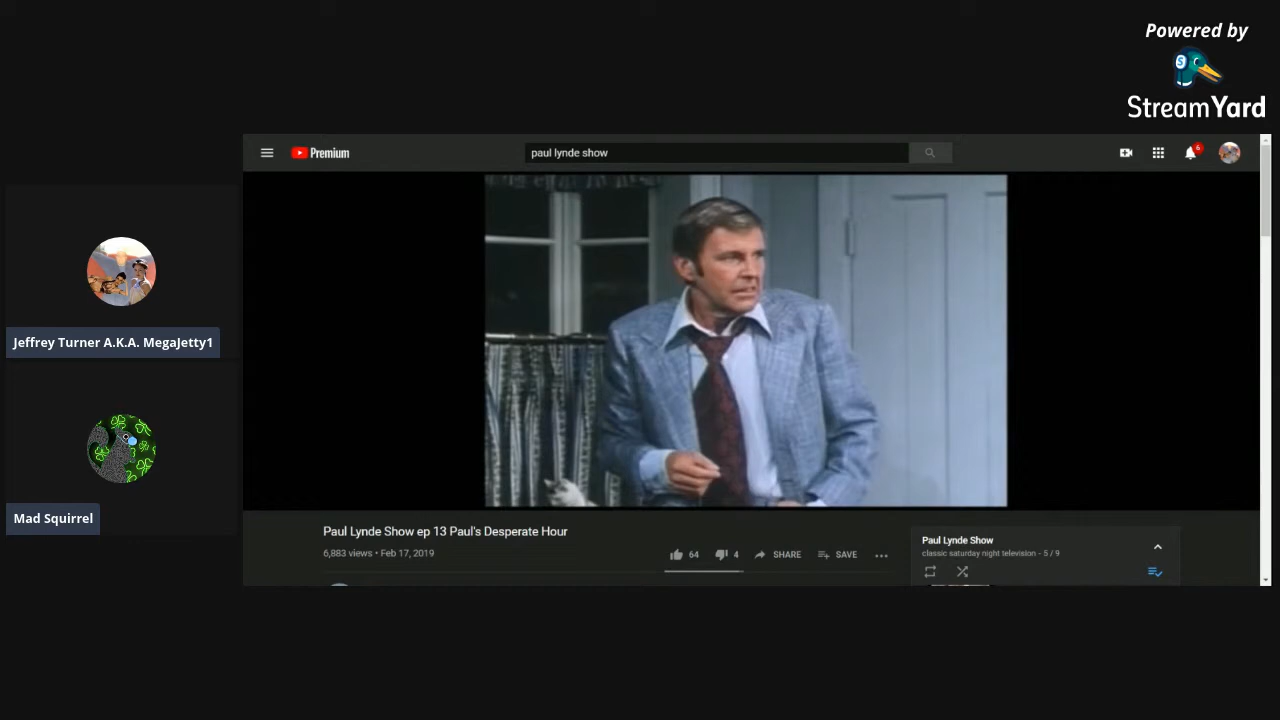 Powered by
StreamYard
Premium
paul lynde show
6
Jeffrey Turner A.K.A. MegaJetty1
Mad Squirrel
Paul Lynde Show ep 13 Paul's Desperate Hour
6,883 views • Feb 17, 2019
64
4
SHARE
SAVE
Paul Lynde Show
classic saturday night television - 5 / 9